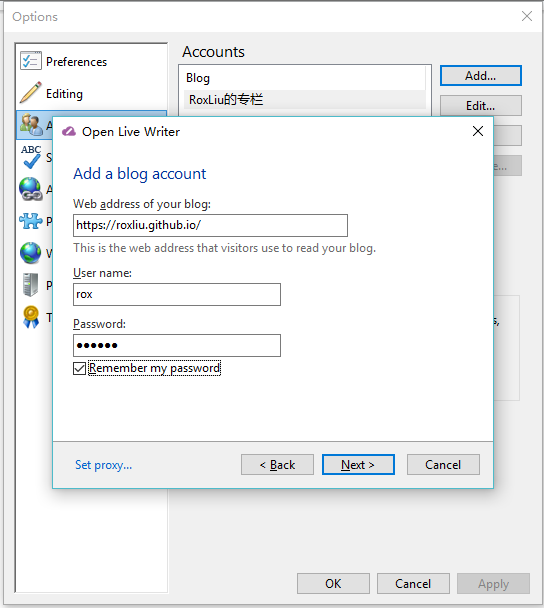 Options
Preferences
Editing
Accounts
Blog
RoxLiu的专栏
Add...
Edit...
ABC
Open Live Writer
Add a blog account
Web address of your blog:
https://roxliu.github.io/
This is the web address that visitors use to read your blog.
User name:
rox
Password:
●●●●●●
Remember my password
Set proxy...
< Back
Next >
Cancel
OK
Cancel
Apply